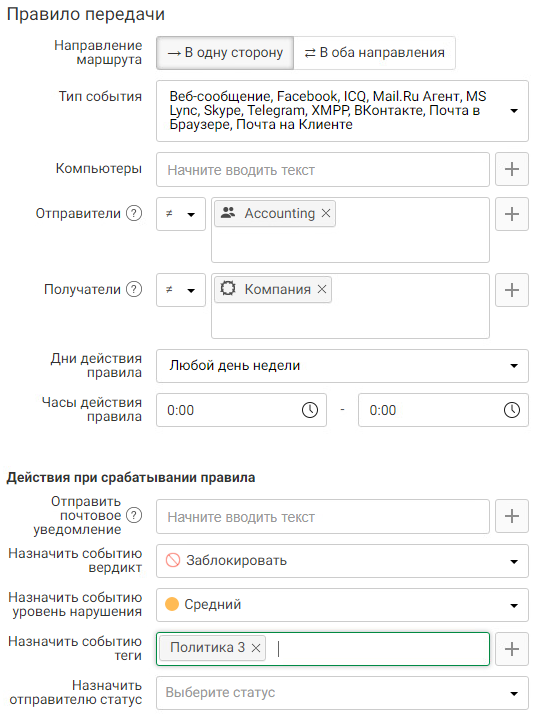 Правило передачи
Направление
маршрута
→ В одну сторону
⇄ В оба направления
Тип события
Веб-сообщение, Facebook, ICQ, Mail.Ru Агент, MS
Lync, Skype, Telegram, XMPP, ВКонтакте, Почта в
Браузере, Почта на Клиенте
Компьютеры
Начните вводить текст
+
Отправители ?
≠
Accounting ×
+
Получатели ?
≠
Компания ×
+
Дни действия
правила
Любой день недели
Часы действия
правила
0:00 - 0:00
Действия при срабатывании правила
Отправить
почтовое
уведомление ?
Начните вводить текст
+
Назначить событию
вердикт
Заблокировать
Назначить событию
уровень нарушения
Средний
Назначить событию
теги
Политика 3 ×
+
Назначить
отправителю статус
Выберите статус